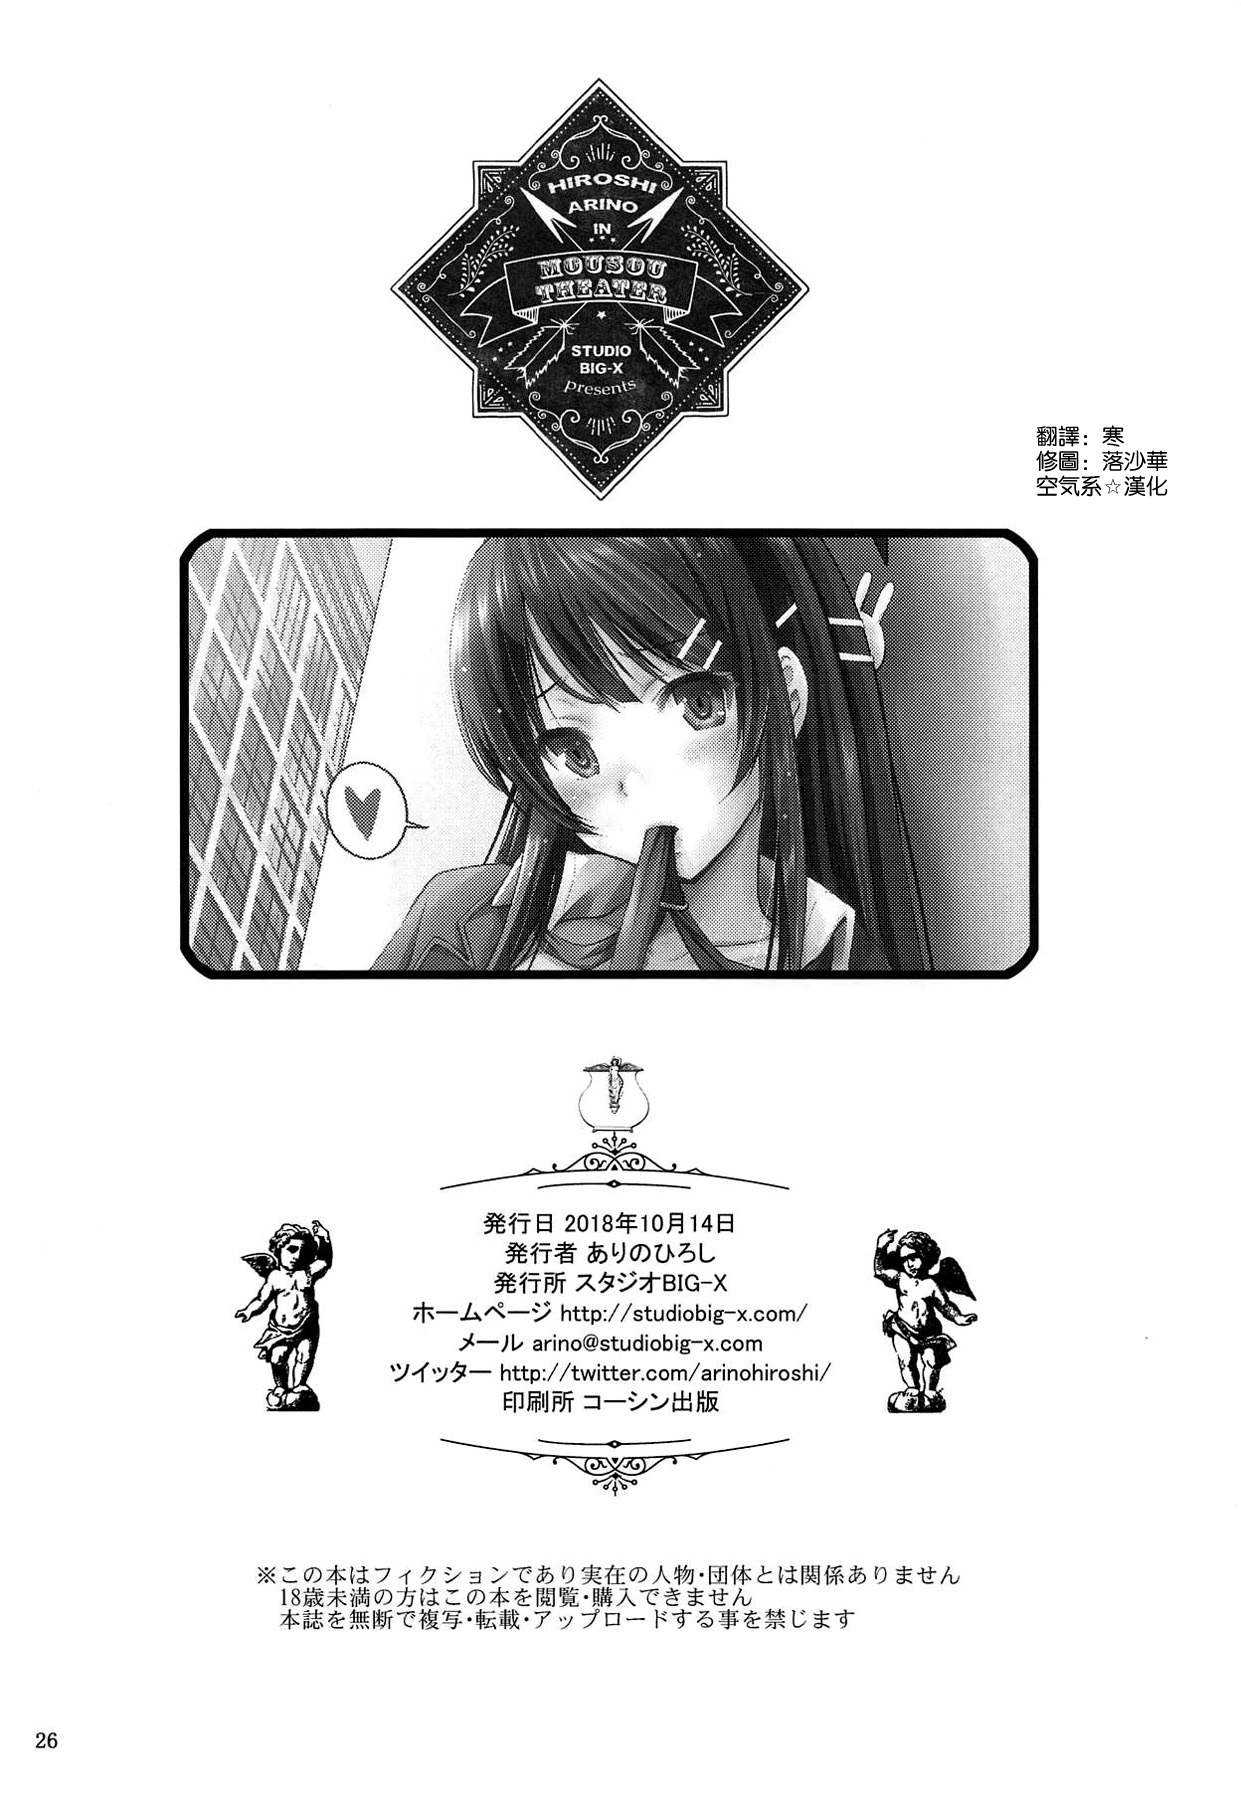 HIROSHI
ARINO
IN
MOUSOU
THEATER
STUDIO
BIG-X
presents
翻譯: 寒
修圖: 落沙華
空気系☆漢化
発行日 2018年10月14日
発行者 ありのひろし
発行所 スタジオBIG-X
ホームページ http://studiobig-x.com/
メール arino@studiobig-x.com
ツイッター http://twitter.com/arinohiroshi/
印刷所 コーシン出版
※この本はフィクションであり実在の人物・団体とは関係ありません
18歳未満の方はこの本を閲覧・購入できません
本誌を無断で複写・転載・アップロードする事を禁じます
26